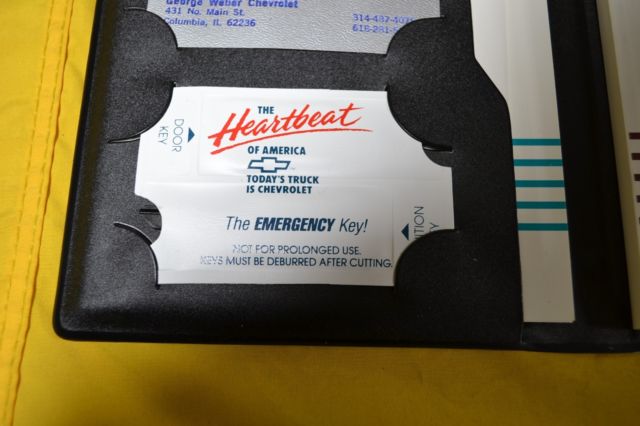 George Weber Chevrolet
431 No. Main St.
Columbia, IL 62236
THE
Heartbeat
OF AMERICA
TODAY'S TRUCK
IS CHEVROLET
DOOR
KEY
The EMERGENCY Key!
NOT FOR PROLONGED USE.
KEYS MUST BE DEBURRED AFTER CUTTING.